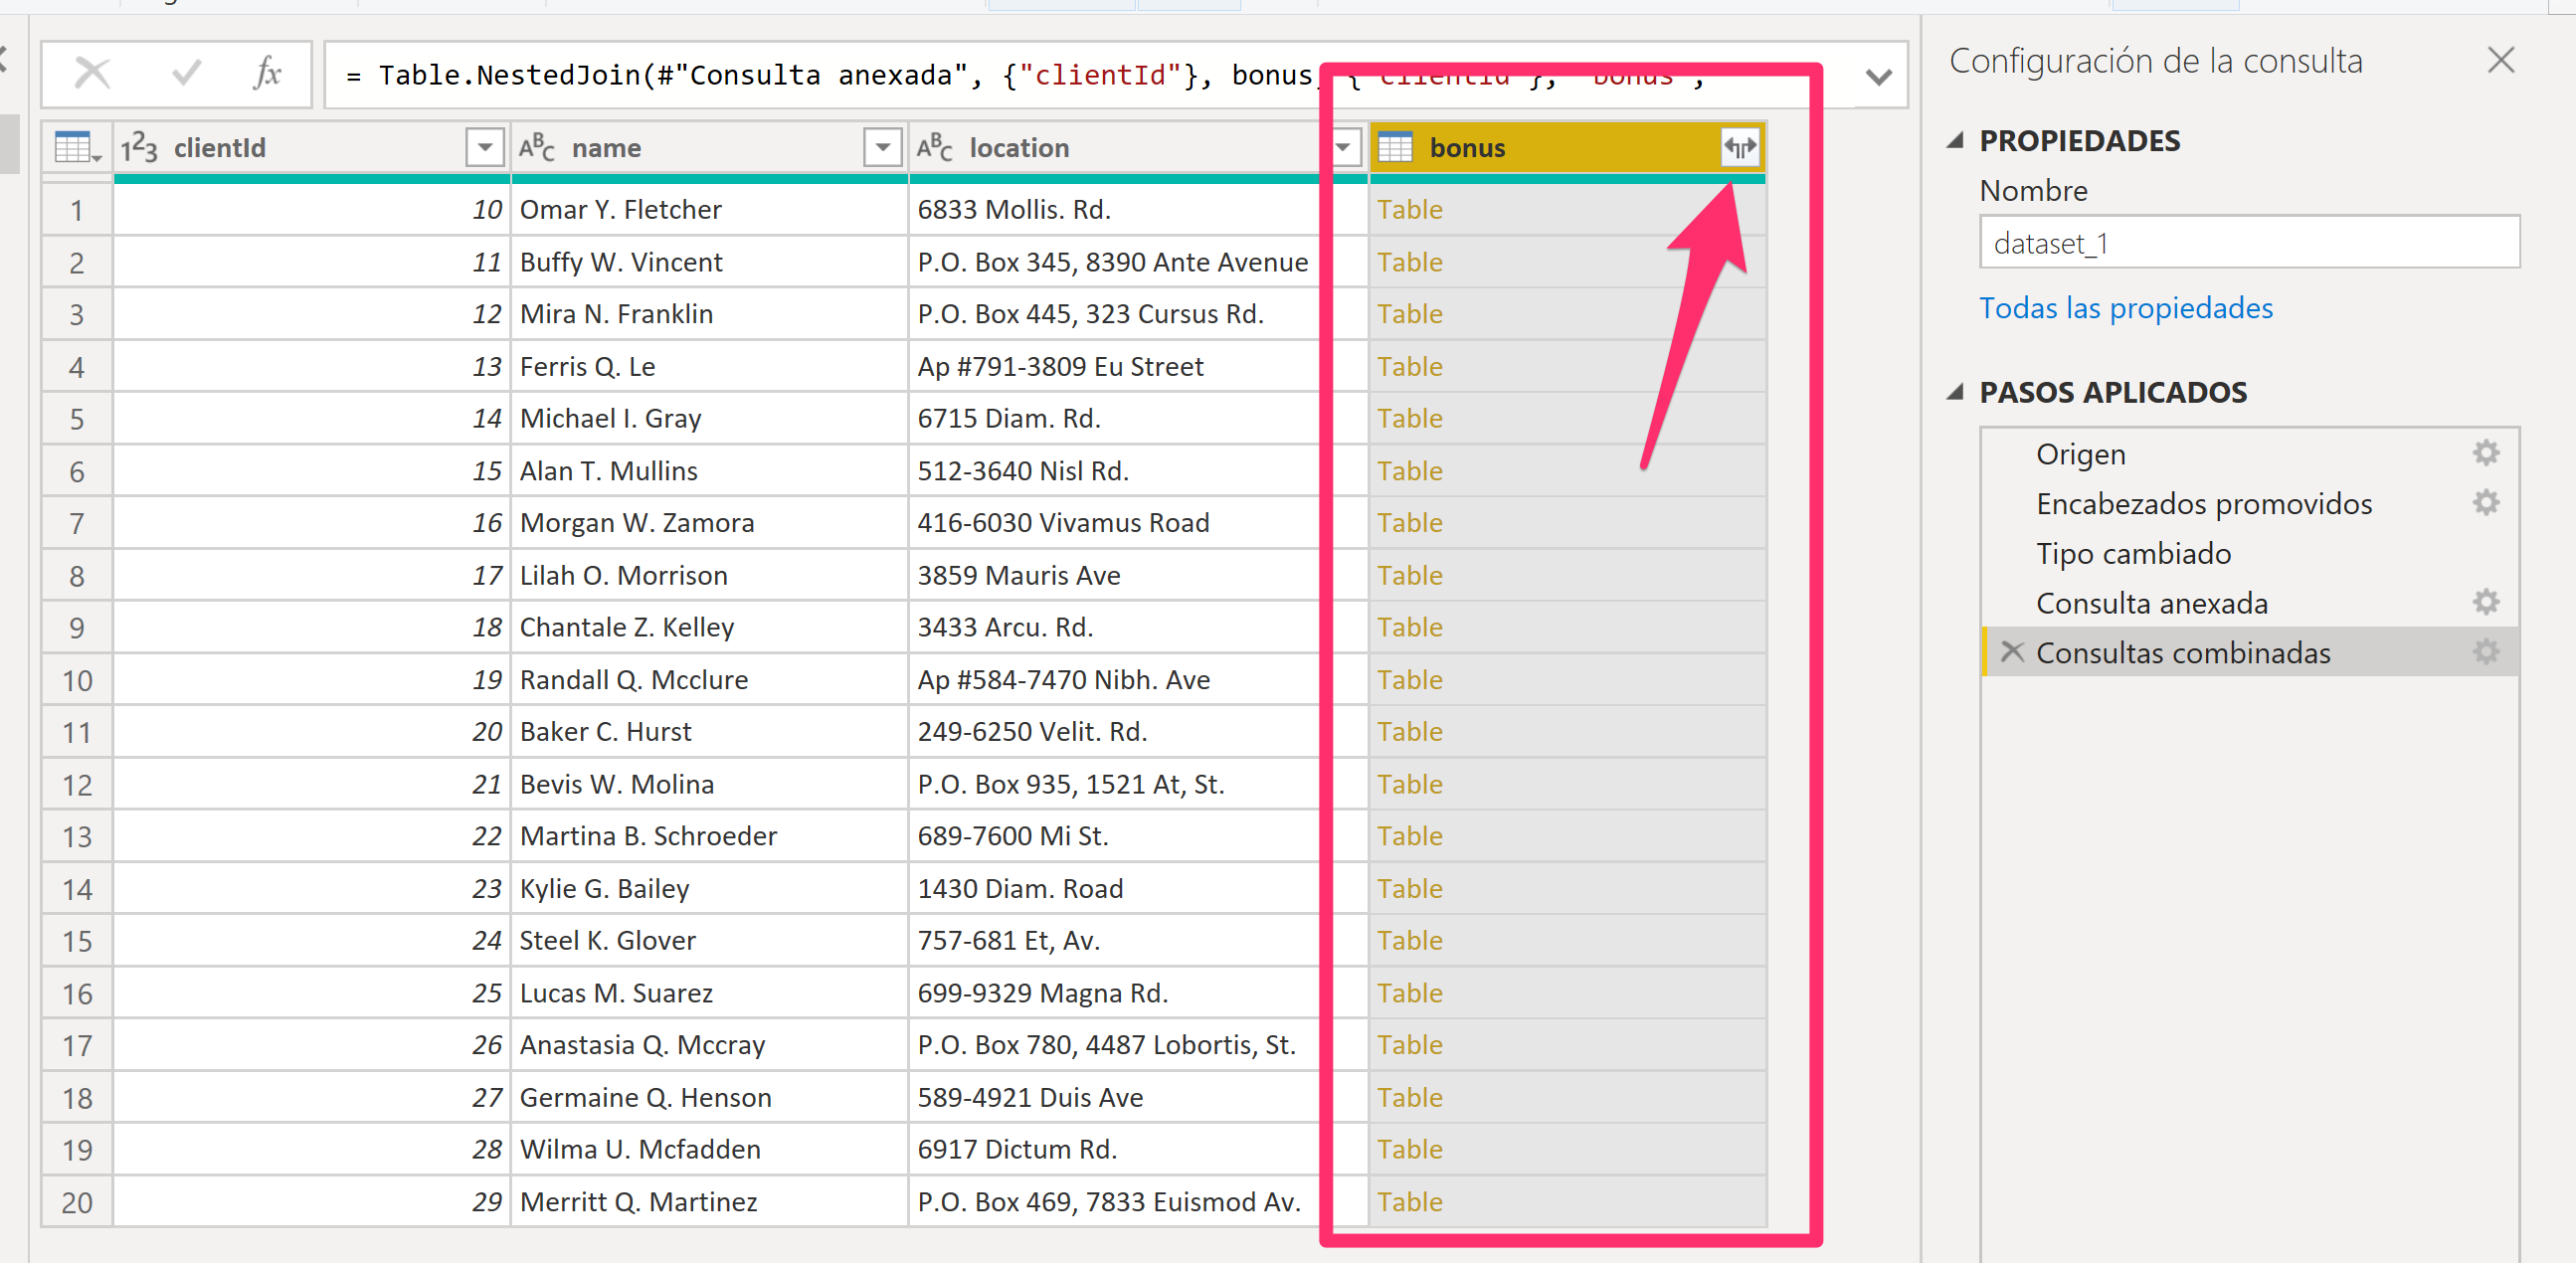 fx = Table.NestedJoin(#"Consulta anexada", {"clientId"}, bonus, {"clientId"}, "bonus",
123 clientId ABC name ABC location bonus
1 10 Omar Y. Fletcher 6833 Mollis. Rd. Table
2 11 Buffy W. Vincent P.O. Box 345, 8390 Ante Avenue Table
3 12 Mira N. Franklin P.O. Box 445, 323 Cursus Rd. Table
4 13 Ferris Q. Le Ap #791-3809 Eu Street Table
5 14 Michael I. Gray 6715 Diam. Rd. Table
6 15 Alan T. Mullins 512-3640 Nisl Rd. Table
7 16 Morgan W. Zamora 416-6030 Vivamus Road Table
8 17 Lilah O. Morrison 3859 Mauris Ave Table
9 18 Chantale Z. Kelley 3433 Arcu. Rd. Table
10 19 Randall Q. Mcclure Ap #584-7470 Nibh. Ave Table
11 20 Baker C. Hurst 249-6250 Velit. Rd. Table
12 21 Bevis W. Molina P.O. Box 935, 1521 At, St. Table
13 22 Martina B. Schroeder 689-7600 Mi St. Table
14 23 Kylie G. Bailey 1430 Diam. Road Table
15 24 Steel K. Glover 757-681 Et, Av. Table
16 25 Lucas M. Suarez 699-9329 Magna Rd. Table
17 26 Anastasia Q. Mccray P.O. Box 780, 4487 Lobortis, St. Table
18 27 Germaine Q. Henson 589-4921 Duis Ave Table
19 28 Wilma U. Mcfadden 6917 Dictum Rd. Table
20 29 Merritt Q. Martinez P.O. Box 469, 7833 Euismod Av. Table
Configuración de la consulta
PROPIEDADES
Nombre
dataset_1
Todas las propiedades
PASOS APLICADOS
Origen
Encabezados promovidos
Tipo cambiado
Consulta anexada
Consultas combinadas